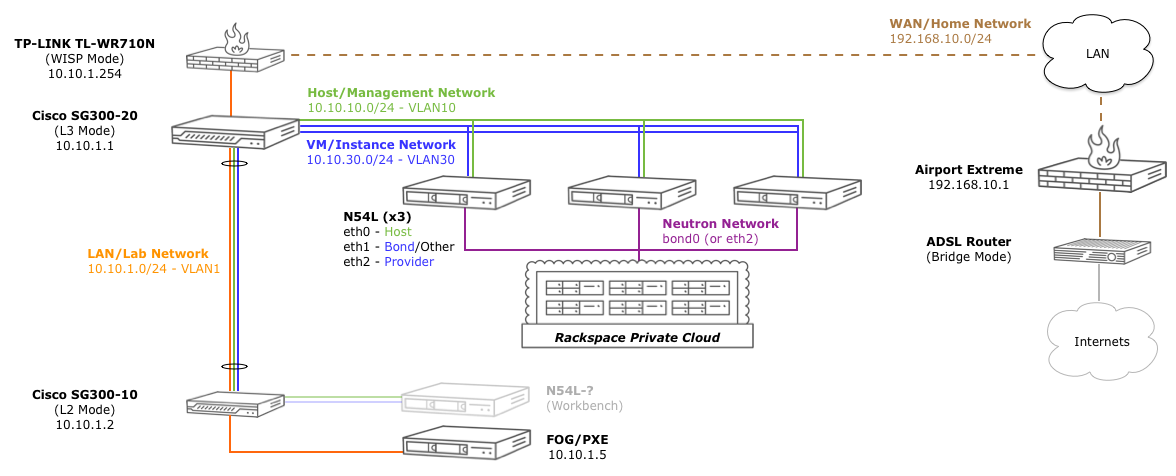 TP-LINK TL-WR710N
(WISP Mode)
10.10.1.254
WAN/Home Network
192.168.10.0/24
LAN
Cisco SG300-20
(L3 Mode)
10.10.1.1
Host/Management Network
10.10.10.0/24 - VLAN10
VM/Instance Network
10.10.30.0/24 - VLAN30
Airport Extreme
192.168.10.1
N54L (x3)
eth0 - Host
eth1 - Bond/Other
eth2 - Provider
Neutron Network
bond0 (or eth2)
ADSL Router
(Bridge Mode)
LAN/Lab Network
10.10.1.0/24 - VLAN1
Rackspace Private Cloud
Internets
Cisco SG300-10
(L2 Mode)
10.10.1.2
N54L-?
(Workbench)
FOG/PXE
10.10.1.5